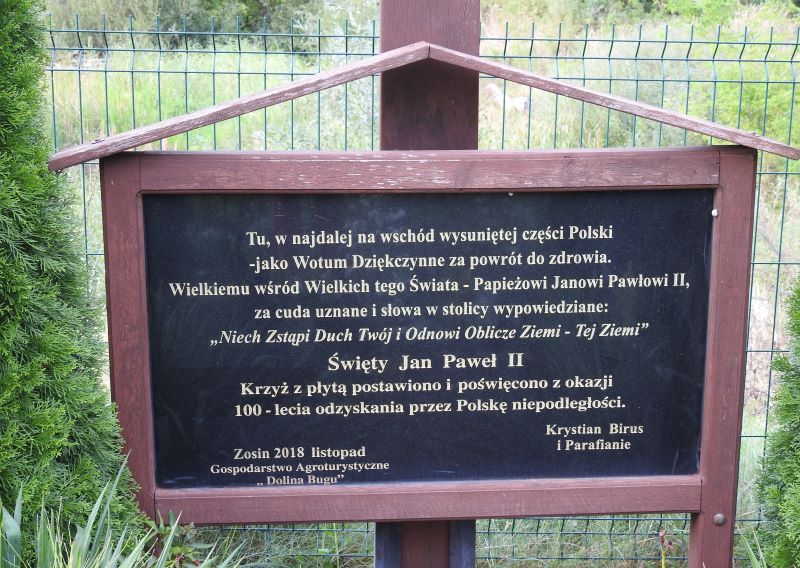 Tu, w najdalej na wschód wysuniętej części Polski
-jako Wotum Dziękczynne za powrót do zdrowia.
Wielkiemu wśród Wielkich tego Świata - Papieżowi Janowi Pawłowi II,
za cuda uznane i słowa w stolicy wypowiedziane:
„Niech Zstąpi Duch Twój i Odnowi Oblicze Ziemi - Tej Ziemi”
Święty Jan Paweł II
Krzyż z płytą postawiono i poświęcono z okazji
100 - lecia odzyskania przez Polskę niepodległości.
Krystian Birus
i Parafianie
Zosin 2018 listopad
Gospodarstwo Agroturystyczne
„ Dolina Bugu”